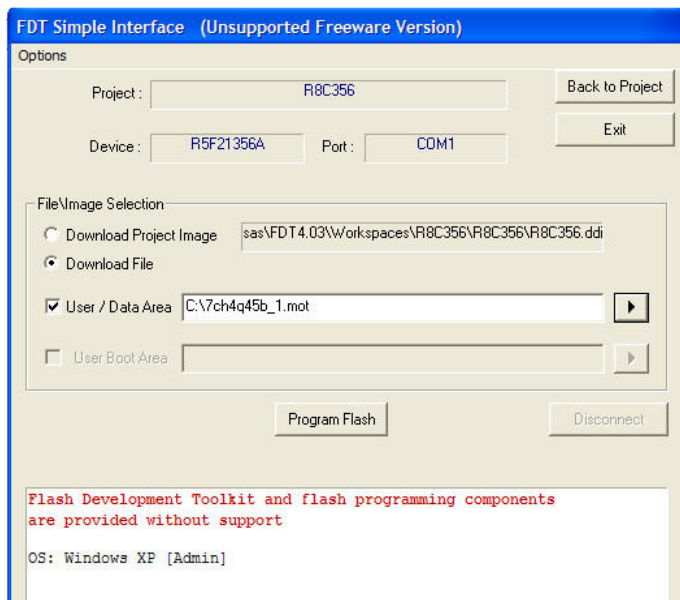 FDT Simple Interface (Unsupported Freeware Version)
Options
Project : R8C356 Back to Project
Exit
Device : R5F21356A Port : COM1
File\Image Selection
Download Project Image sas\FDT4.03\Workspaces\R8C356\R8C356\R8C356.ddi
Download File
User / Data Area C:\7ch4q45b_1.mot
User Boot Area
Program Flash Disconnect
Flash Development Toolkit and flash programming components
are provided without support
OS: Windows XP [Admin]